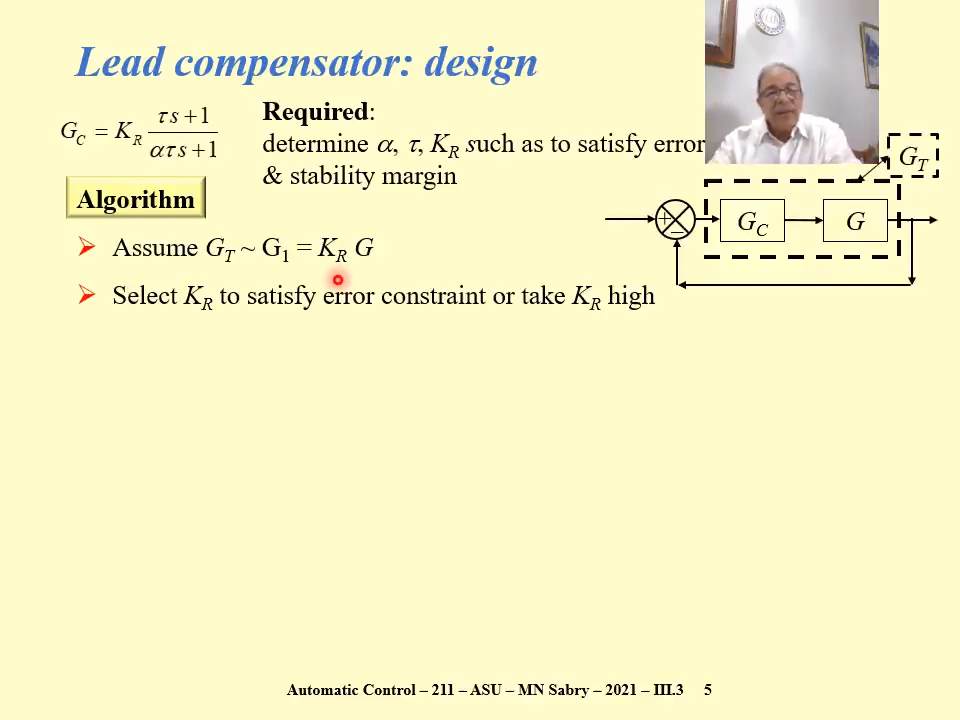 Lead compensator: design
G_C = K_R (τs+1)/(ατs+1)
Required:
determine α, τ, K_R such as to satisfy error
& stability margin
Algorithm
G_T
+
−
G_C
G
➢ Assume G_T ~ G_1 = K_R G
➢ Select K_R to satisfy error constraint or take K_R high
Automatic Control – 211 – ASU – MN Sabry – 2021 – III.3 5